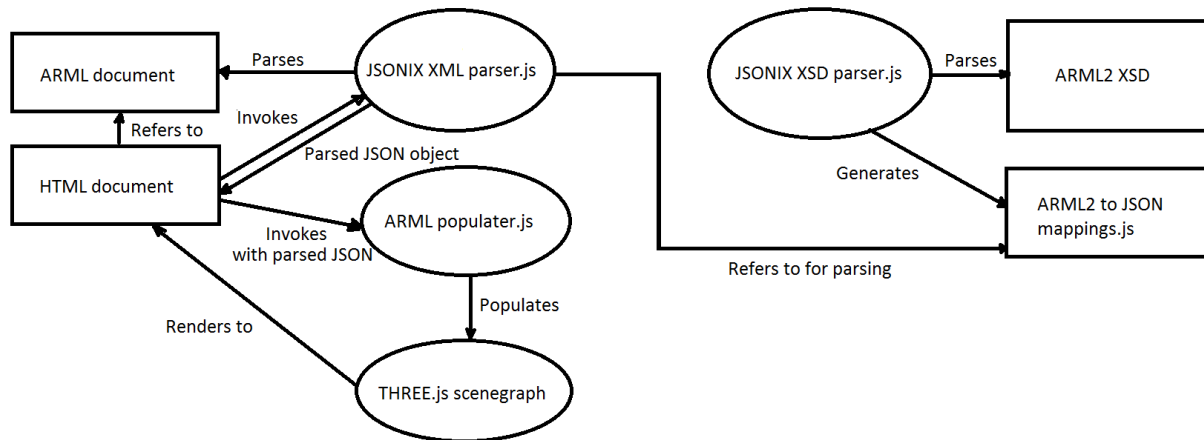 Parses
JSONIX XML parser.js
JSONIX XSD parser.js
Parses
ARML document
ARML2 XSD
Invokes
Refers to
Parsed JSON object
Generates
HTML document
ARML populater.js
ARML2 to JSON
mappings.js
Invokes
with parsed JSON
Refers to for parsing
Populates
Renders to
THREE.js scenegraph